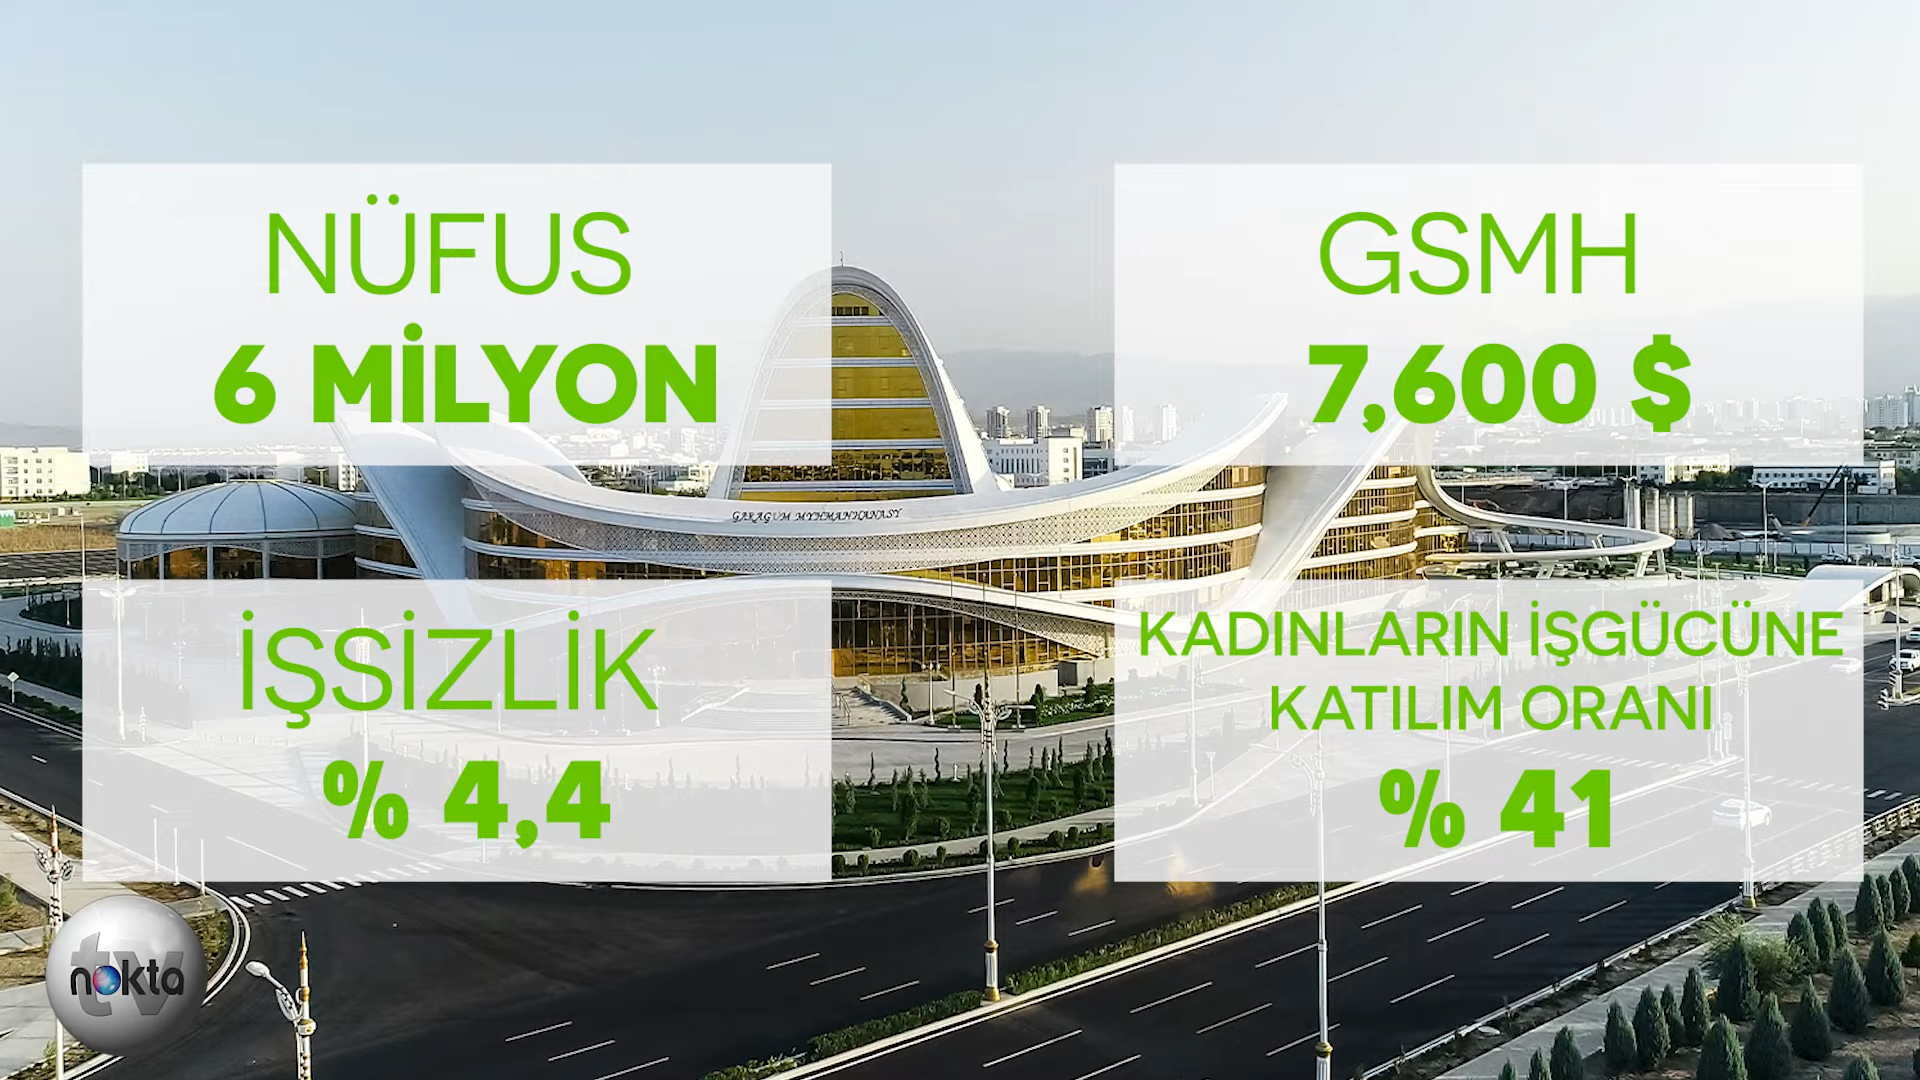 NÜFUS
6 MİLYON
GSMH
7,600 $
GARAGUM MYHMANHANASY
İŞSİZLİK
% 4,4
KADINLARIN İŞGÜCÜNE
KATILIM ORANI
% 41
tv
nokta